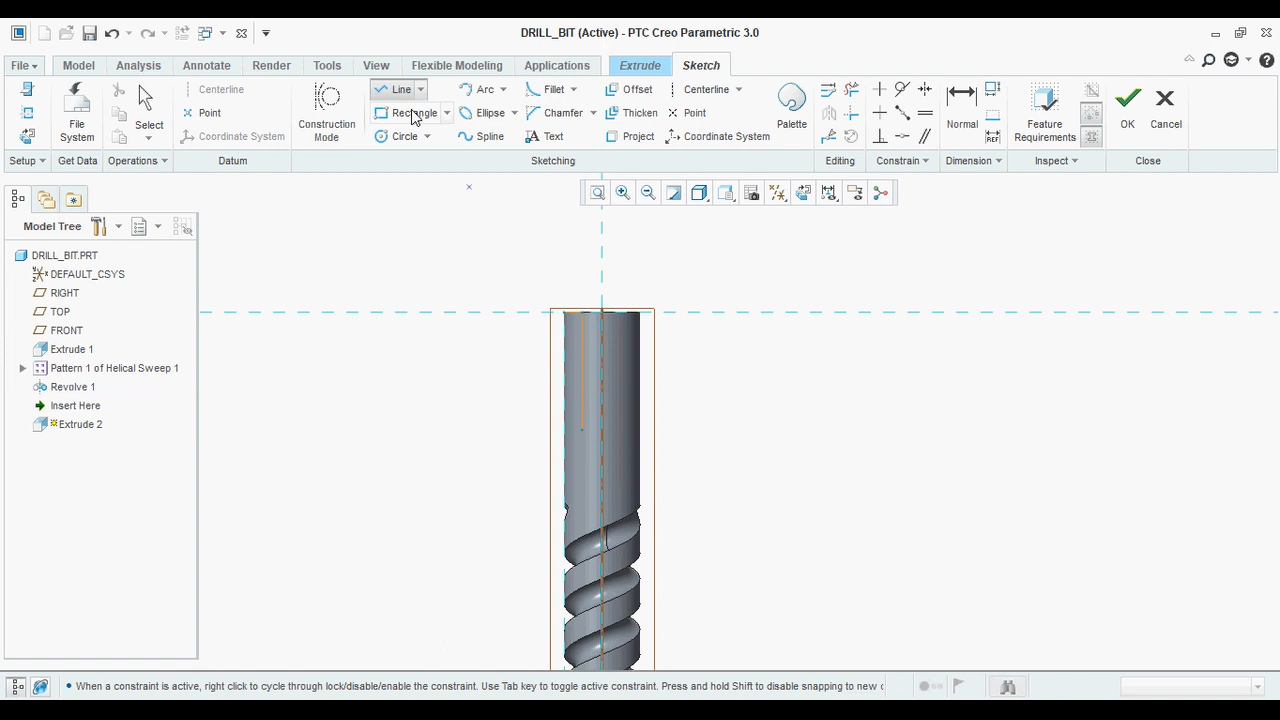 DRILL_BIT (Active) - PTC Creo Parametric 3.0
File Model Analysis Annotate Render Tools View Flexible Modeling Applications Extrude Sketch
Centerline Line Arc Fillet Offset Centerline
Point Rectangle Ellipse Chamfer Thicken Point
Coordinate System Circle Spline Text Project Coordinate System
File System
Select
Construction Mode
Palette
Normal
Feature Requirements
OK
Cancel
Setup Get Data Operations Datum Sketching Editing Constrain Dimension Inspect Close
Model Tree
DRILL_BIT.PRT
DEFAULT_CSYS
RIGHT
TOP
FRONT
Extrude 1
Pattern 1 of Helical Sweep 1
Revolve 1
Insert Here
Extrude 2
• When a constraint is active, right click to cycle through lock/disable/enable the constraint. Use Tab key to toggle active constraint. Press and hold Shift to disable snapping to new